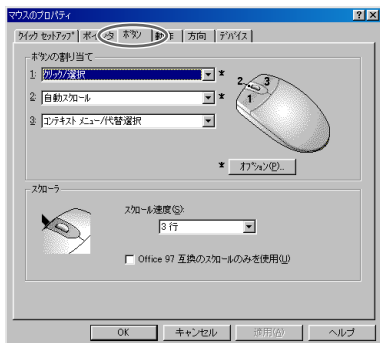 マウスのプロパティ
クイック セットアップ ボタン 方向 デバイス
ボタンの割り当て
1: クリック/選択 *
2: 自動スクロール *
3: コンテキスト メニュー/代替選択
2 3
1
* オプション(P)...
スクローラ
スクロール速度(S):
3 行
Office 97 互換のスクロールのみを使用(U)
OK キャンセル 適用(A) ヘルプ